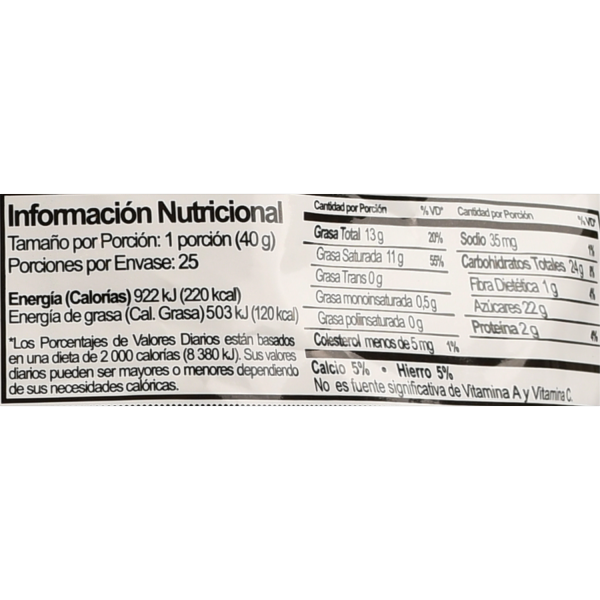 Información Nutricional
Tamaño por Porción: 1 porción (40 g)
Porciones por Envase: 25
Energía (Calorías) 922 kJ (220 kcal)
Energía de grasa (Cal. Grasa) 503 kJ (120 kcal)
*Los Porcentajes de Valores Diarios están basados
en una dieta de 2 000 calorías (8 380 kJ). Sus valores
diarios pueden ser mayores o menores dependiendo
de sus necesidades calóricas.
Cantidad por Porción %VD*
Grasa Total 13 g 20%
Grasa Saturada 11 g 55%
Grasa Trans 0 g
Grasa monoinsaturada 0,5 g
Grasa poliinsaturada 0 g
Colesterol menos de 5 mg 1%
Cantidad por Porción %VD*
Sodio 35 mg
Carbohidratos Totales 24 g
Fibra Dietética 1 g
Azúcares 22 g
Proteína 2 g
Calcio 5% • Hierro 5%
No es fuente significativa de Vitamina A y Vitamina C.